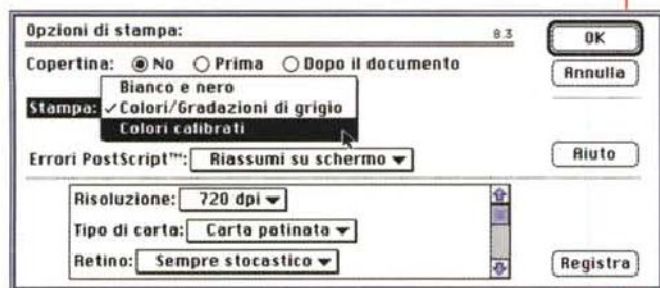 Opzioni di stampa: 8.3 OK
Copertina: No Prima Dopo il documento Annulla
Bianco e nero
Stampa: ✓Colori/Gradazioni di grigio
Colori calibrati
Errori PostScript™: Riassumi su schermo Aiuto
Risoluzione: 720 dpi
Tipo di carta: Carta patinata
Retino: Sempre stocastico Registra